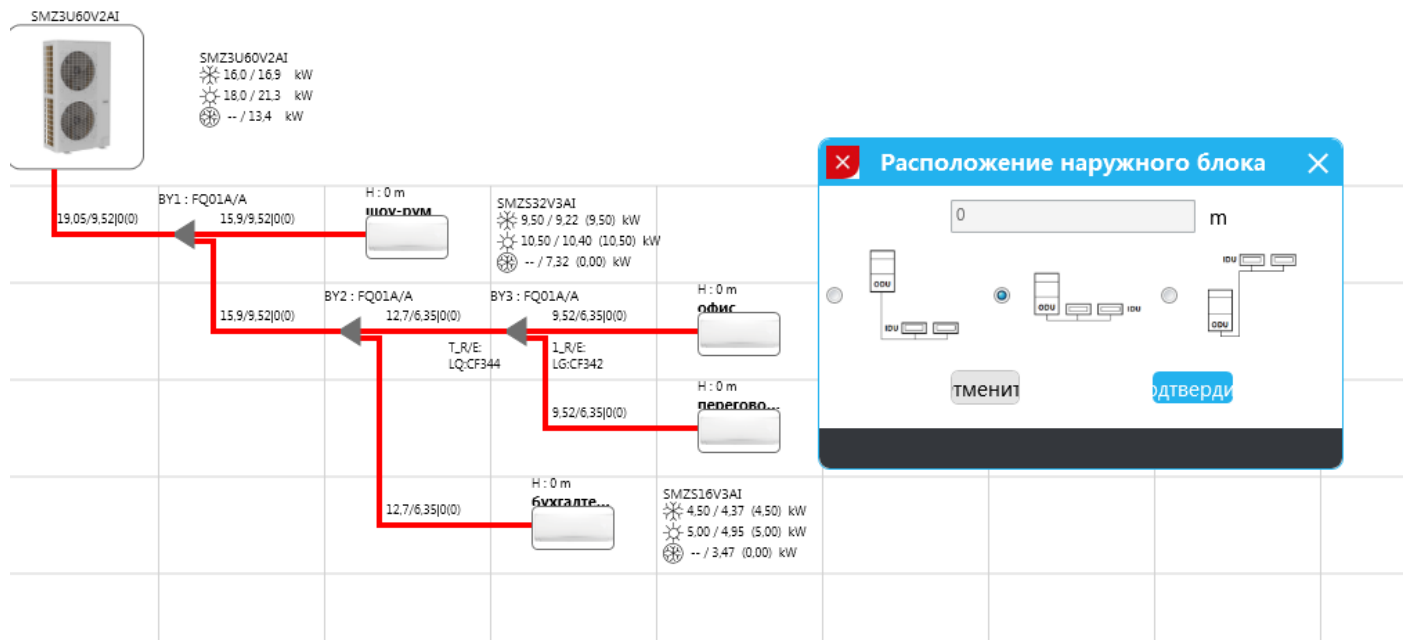 SMZ3U60V2AI
SMZ3U60V2AI
16,0 / 16,9 kW
18,0 / 21,3 kW
-- / 13,4 kW
Расположение наружного блока
0
m
ODU
IDU
ODU
IDU
IDU
ODU
тменит
одтверди
BY1 : FQ01A/A
19,05/9,52|0(0)
15,9/9,52|0(0)
H : 0 m
шоу-рум
SMZS32V3AI
9,50 / 9,22 (9,50) kW
10,50 / 10,40 (10,50) kW
-- / 7,32 (0,00) kW
15,9/9,52|0(0)
BY2 : FQ01A/A
12,7/6,35|0(0)
BY3 : FQ01A/A
9,52/6,35|0(0)
H : 0 m
офис
T_R/E:
LQ:CF344
1_R/E:
LG:CF342
9,52/6,35|0(0)
H : 0 m
перегово...
12,7/6,35|0(0)
H : 0 m
бухгалте...
SMZS16V3AI
4,50 / 4,37 (4,50) kW
5,00 / 4,95 (5,00) kW
-- / 3,47 (0,00) kW